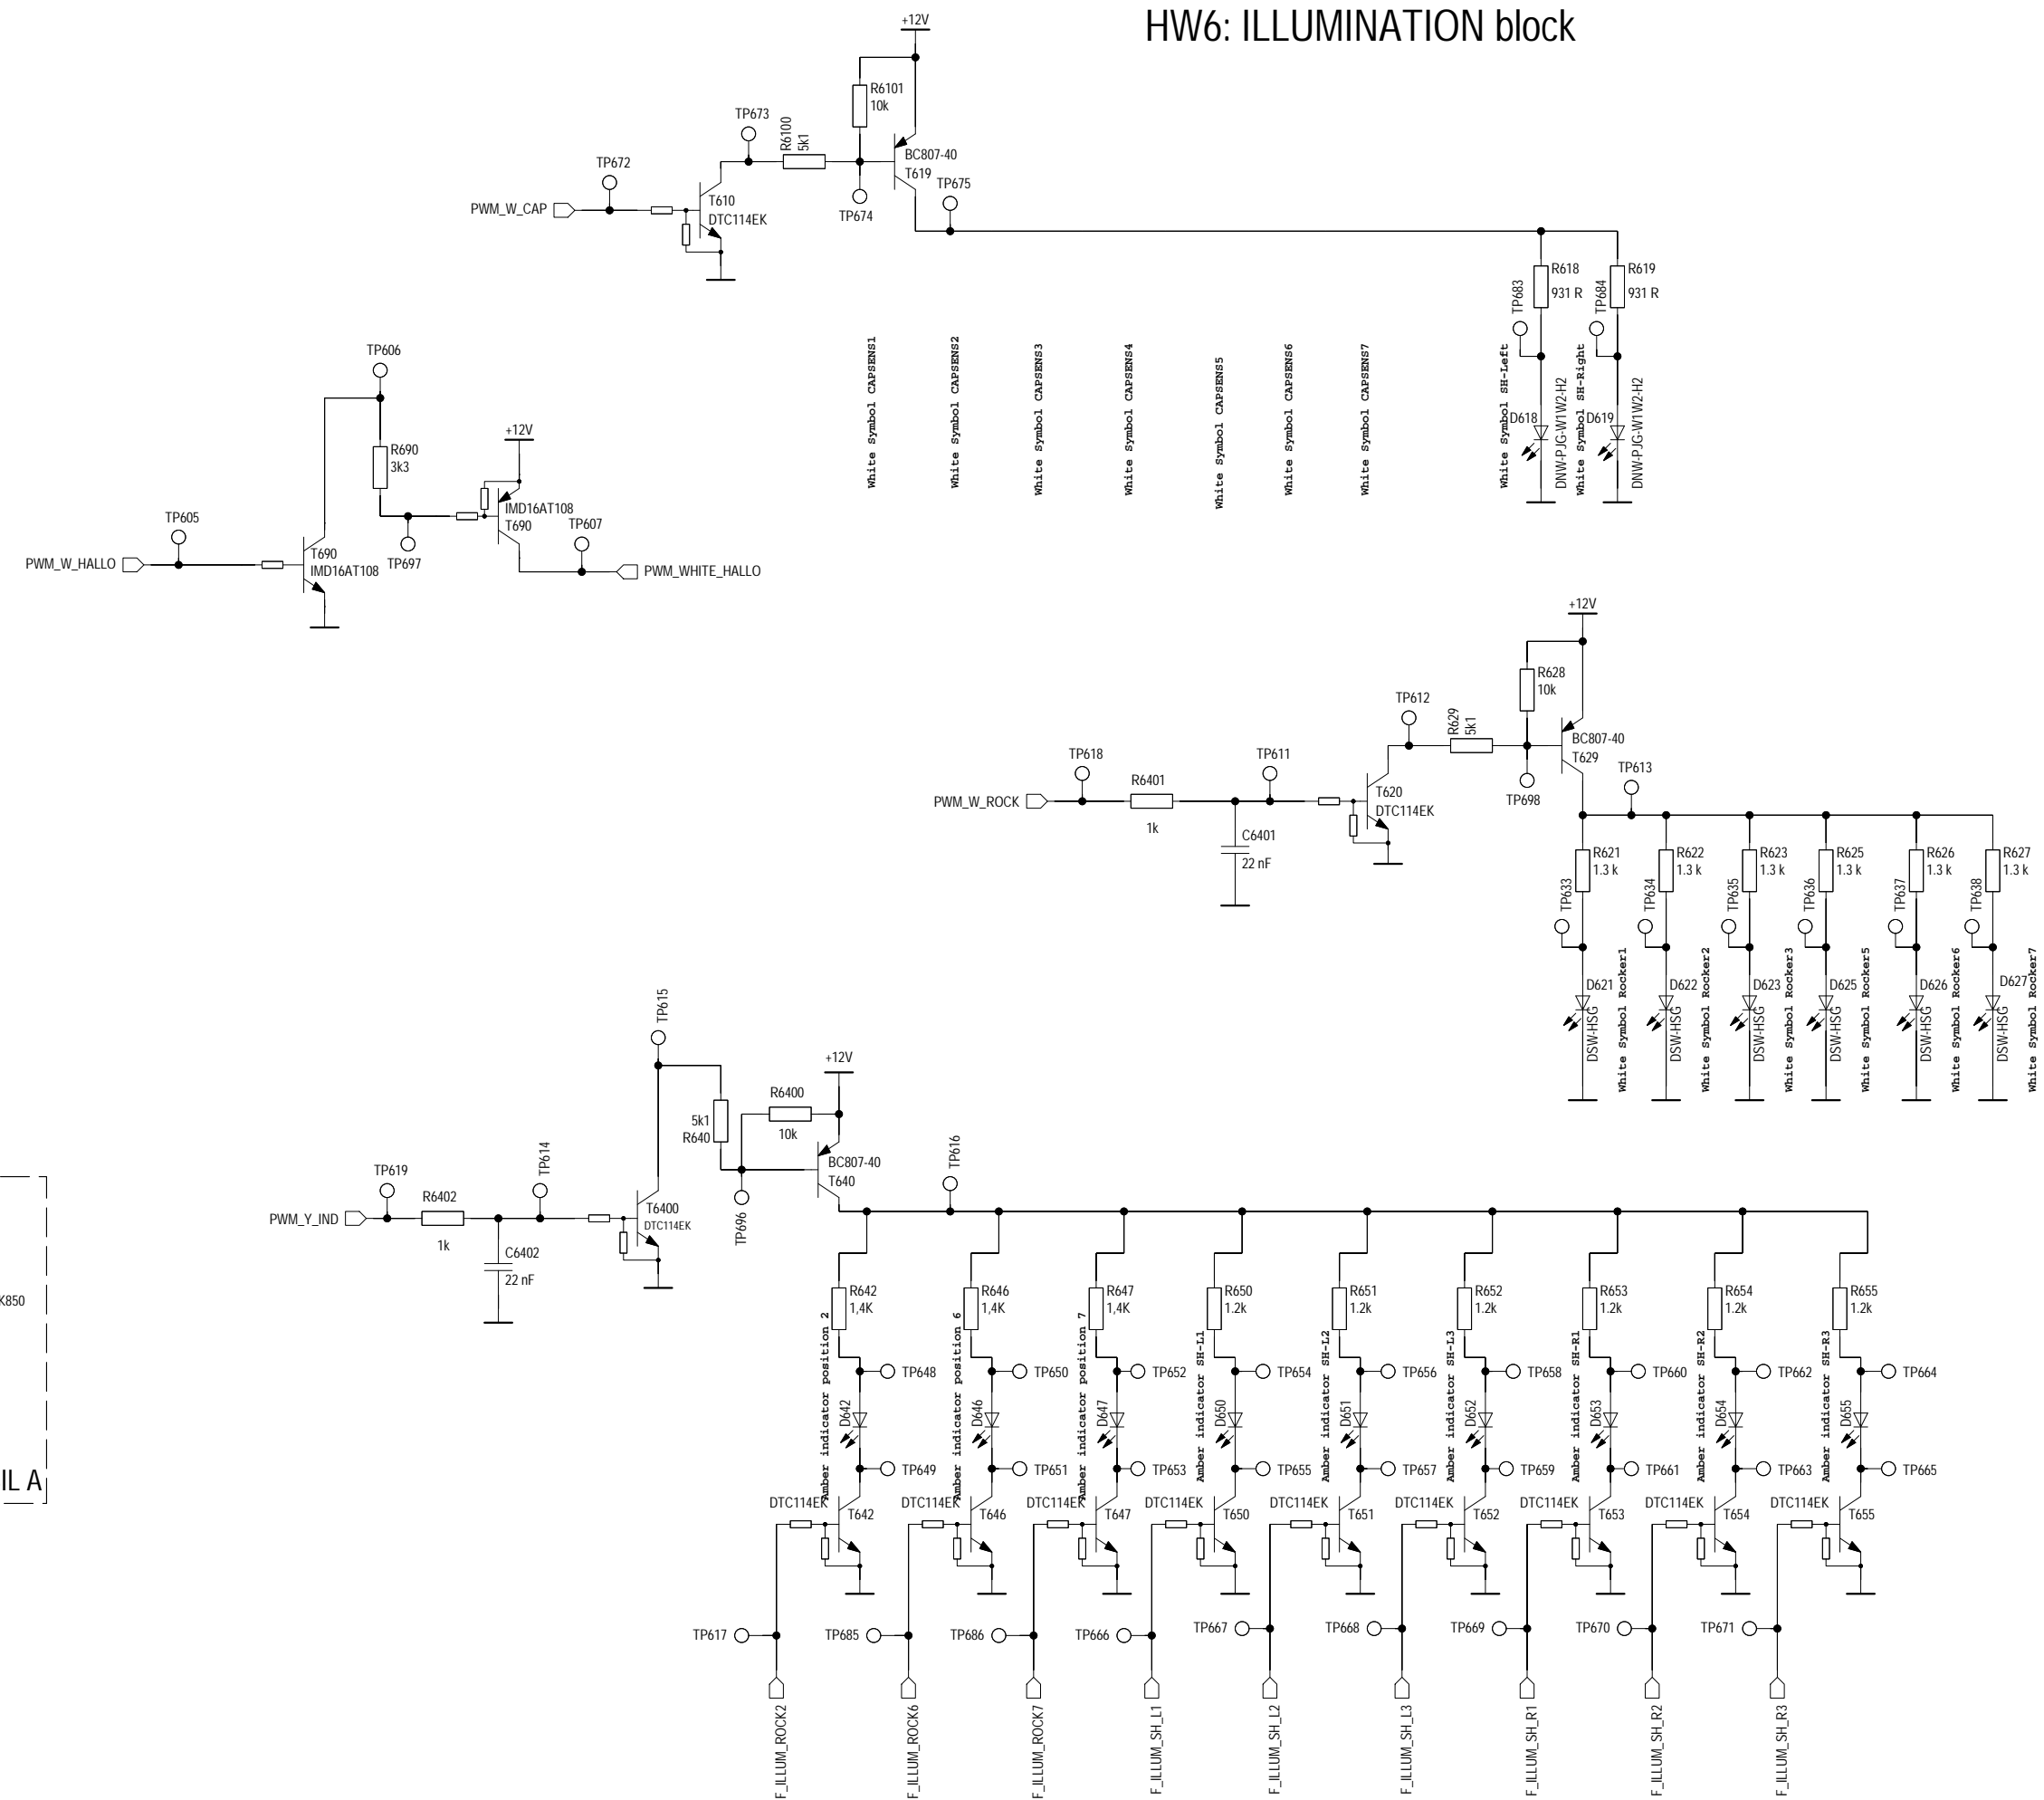 HW6: ILLUMINATION block
+12V
R6101
10k
TP673
R6100
5k1
BC807-40
T619
TP672
TP674
TP675
PWM_W_CAP
T610
DTC114EK
R618
931 R
R619
931 R
TP683
TP684
White Symbol CAPSENS1
White Symbol CAPSENS2
White Symbol CAPSENS3
White Symbol CAPSENS4
White Symbol CAPSENS5
White Symbol CAPSENS6
White Symbol CAPSENS7
White Symbol SH-Left
D618
DNW-PJG-W1W2-H2
White Symbol SH-Right
D619
DNW-PJG-W1W2-H2
TP606
R690
3k3
+12V
IMD16AT108
T690
TP605
TP697
TP607
PWM_W_HALLO
T690
IMD16AT108
PWM_WHITE_HALLO
+12V
R628
10k
TP612
R629
5k1
BC807-40
T629
TP618
R6401
1k
TP611
TP698
TP613
PWM_W_ROCK
T620
DTC114EK
C6401
22 nF
R621
1.3 k
R622
1.3 k
R623
1.3 k
R625
1.3 k
R626
1.3 k
R627
1.3 k
TP633
TP634
TP635
TP636
TP637
TP638
D621
DSW-HSG
White Symbol Rocker1
D622
DSW-HSG
White Symbol Rocker2
D623
DSW-HSG
White Symbol Rocker3
D625
DSW-HSG
White Symbol Rocker5
D626
DSW-HSG
White Symbol Rocker6
D627
DSW-HSG
White Symbol Rocker7
TP615
+12V
R6400
10k
5k1
R640
BC807-40
T640
TP619
R6402
1k
TP614
TP696
TP616
PWM_Y_IND
T6400
DTC114EK
C6402
22 nF
K850
IL A
R642
1,4K
R646
1,4K
R647
1,4K
R650
1.2k
R651
1.2k
R652
1.2k
R653
1.2k
R654
1.2k
R655
1.2k
Amber indicator position 2
Amber indicator position 6
Amber indicator position 7
Amber indicator SH-L1
Amber indicator SH-L2
Amber indicator SH-L3
Amber indicator SH-R1
Amber indicator SH-R2
Amber indicator SH-R3
TP648
TP650
TP652
TP654
TP656
TP658
TP660
TP662
TP664
D642
D646
D647
D650
D651
D652
D653
D654
D655
TP649
TP651
TP653
TP655
TP657
TP659
TP661
TP663
TP665
DTC114EK
T642
DTC114EK
T646
DTC114EK
T647
DTC114EK
T650
DTC114EK
T651
DTC114EK
T652
DTC114EK
T653
DTC114EK
T654
DTC114EK
T655
TP617
TP685
TP686
TP666
TP667
TP668
TP669
TP670
TP671
F_ILLUM_ROCK2
F_ILLUM_ROCK6
F_ILLUM_ROCK7
F_ILLUM_SH_L1
F_ILLUM_SH_L2
F_ILLUM_SH_L3
F_ILLUM_SH_R1
F_ILLUM_SH_R2
F_ILLUM_SH_R3